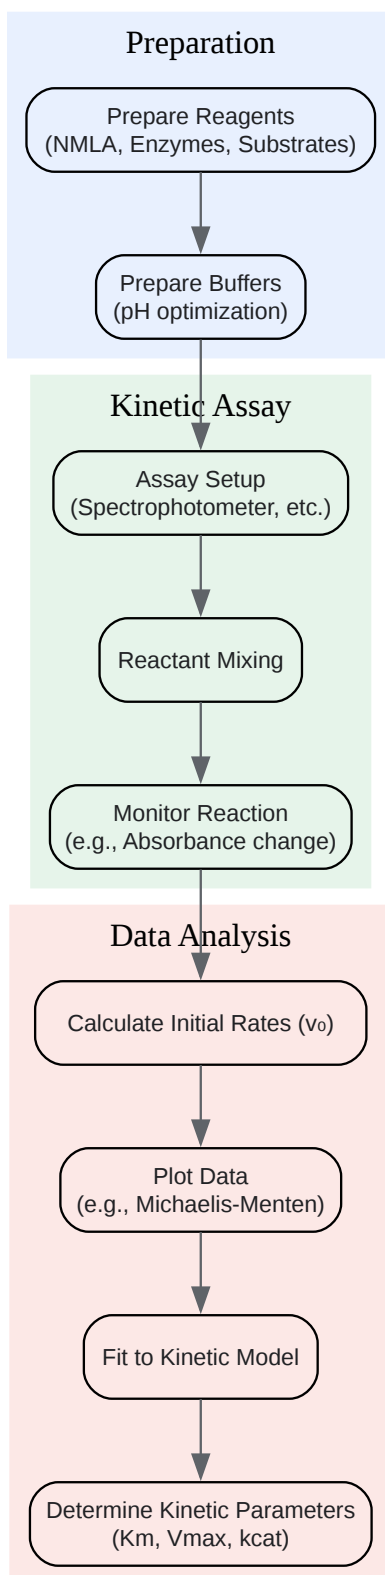 Preparation
Prepare Reagents
(NMLA, Enzymes, Substrates)
Prepare Buffers
(pH optimization)
Kinetic Assay
Assay Setup
(Spectrophotometer, etc.)
Reactant Mixing
Monitor Reaction
(e.g., Absorbance change)
Data Analysis
Calculate Initial Rates (v₀)
Plot Data
(e.g., Michaelis-Menten)
Fit to Kinetic Model
Determine Kinetic Parameters
(Km, Vmax, kcat)